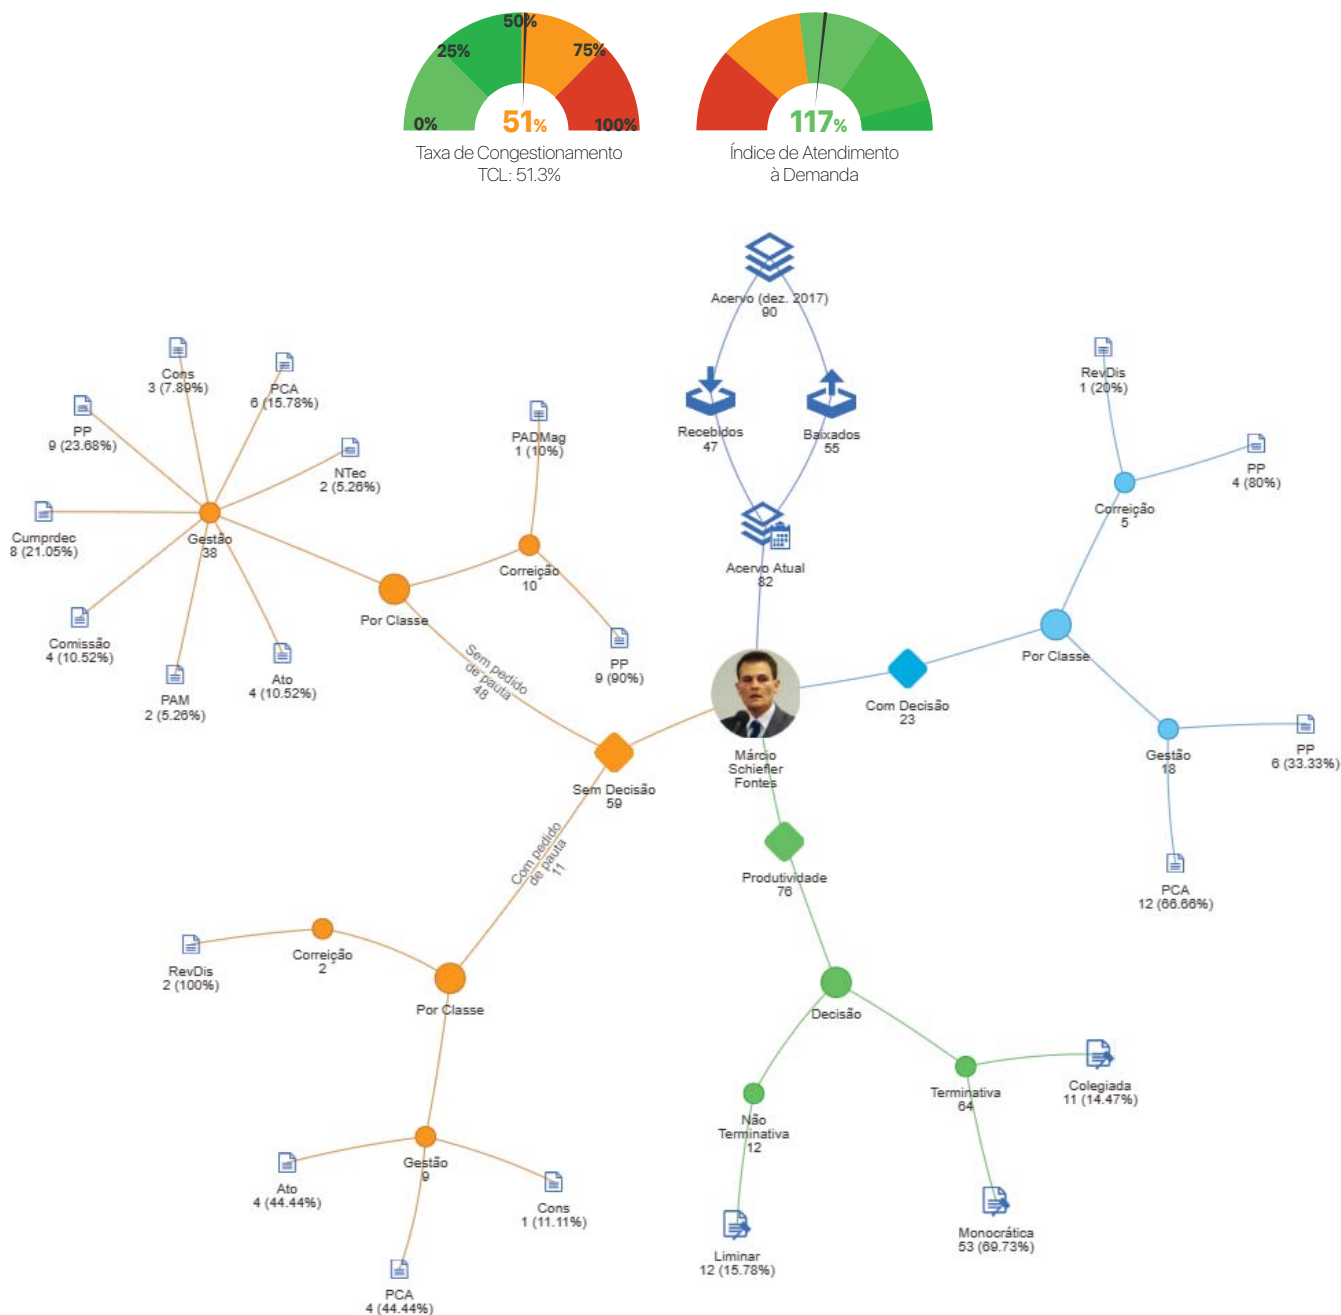 0%
25%
50%
75%
100%
51%
Taxa de Congestionamento
TCL: 51.3%
117%
Índice de Atendimento
à Demanda
Acervo (dez. 2017)
90
Recebidos
47
Baixados
55
Acervo Atual
82
Márcio
Schiefler
Fontes
Cons
3 (7.89%)
PCA
6 (15.78%)
PP
9 (23.68%)
NTec
2 (5.26%)
Cumprdec
8 (21.05%)
Gestão
38
Comissão
4 (10.52%)
PAM
2 (5.26%)
Ato
4 (10.52%)
PADMag
1 (10%)
Correição
10
PP
9 (90%)
Por Classe
Sem pedido
de pauta
48
Sem Decisão
59
Com pedido
de pauta
11
RevDis
2 (100%)
Correição
2
Por Classe
Gestão
9
Ato
4 (44.44%)
Cons
1 (11.11%)
PCA
4 (44.44%)
RevDis
1 (20%)
PP
4 (80%)
Correição
5
Por Classe
Com Decisão
23
Gestão
18
PP
6 (33.33%)
PCA
12 (66.66%)
Produtividade
76
Decisão
Não
Terminativa
12
Terminativa
64
Colegiada
11 (14.47%)
Monocrática
53 (69.73%)
Liminar
12 (15.78%)